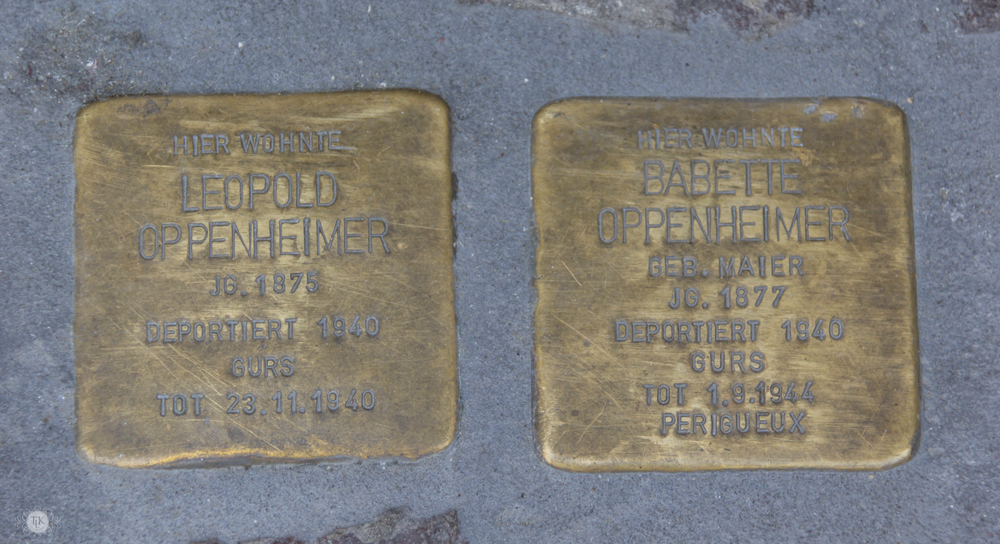 HIER WOHNTE
LEOPOLD
OPPENHEIMER
JG. 1875
DEPORTIERT 1940
GURS
TOT 23.11.1940
HIER WOHNTE
BABETTE
OPPENHEIMER
GEB. MAIER
JG. 1877
DEPORTIERT 1940
GURS
TOT 1.9.1944
PERIGUEUX
TJK